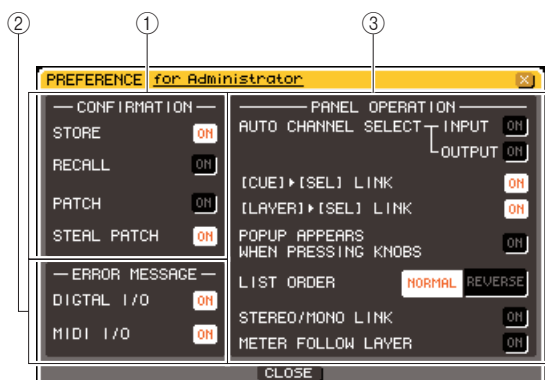 ② ① ③
PREFERENCE for Administrator
CONFIRMATION
STORE ON
RECALL ON
PATCH ON
STEAL PATCH ON
ERROR MESSAGE
DIGTAL I/O ON
MIDI I/O ON
PANEL OPERATION
AUTO CHANNEL SELECT INPUT ON
OUTPUT ON
[CUE]▶[SEL] LINK ON
[LAYER]▶[SEL] LINK ON
POPUP APPEARS
WHEN PRESSING KNOBS ON
LIST ORDER NORMAL REVERSE
STEREO/MONO LINK ON
METER FOLLOW LAYER ON
CLOSE